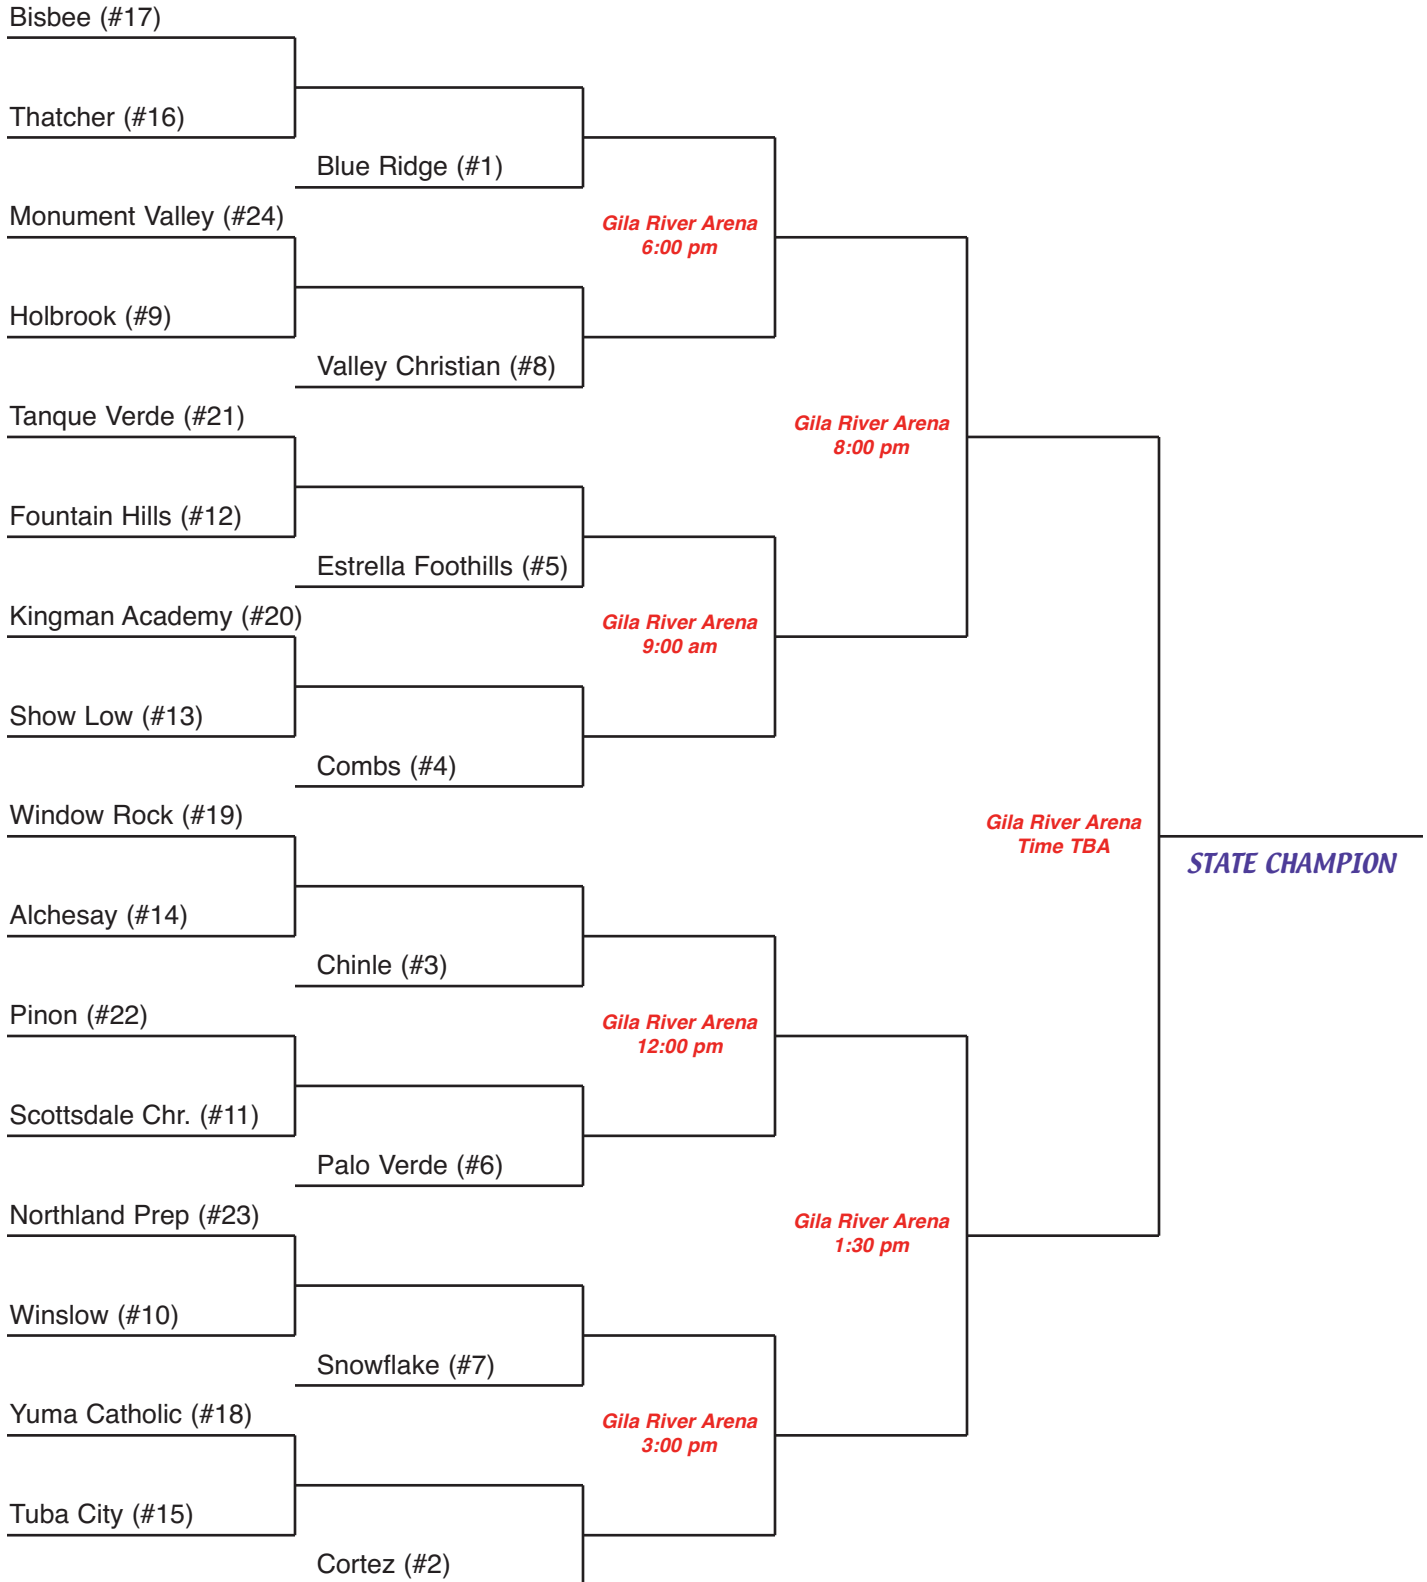 Bisbee (#17)
Thatcher (#16)
Blue Ridge (#1)
Monument Valley (#24)
Gila River Arena
6:00 pm
Holbrook (#9)
Valley Christian (#8)
Tanque Verde (#21)
Gila River Arena
8:00 pm
Fountain Hills (#12)
Estrella Foothills (#5)
Kingman Academy (#20)
Gila River Arena
9:00 am
Show Low (#13)
Combs (#4)
Window Rock (#19)
Gila River Arena
Time TBA
STATE CHAMPION
Alchesay (#14)
Chinle (#3)
Pinon (#22)
Gila River Arena
12:00 pm
Scottsdale Chr. (#11)
Palo Verde (#6)
Northland Prep (#23)
Gila River Arena
1:30 pm
Winslow (#10)
Snowflake (#7)
Yuma Catholic (#18)
Gila River Arena
3:00 pm
Tuba City (#15)
Cortez (#2)